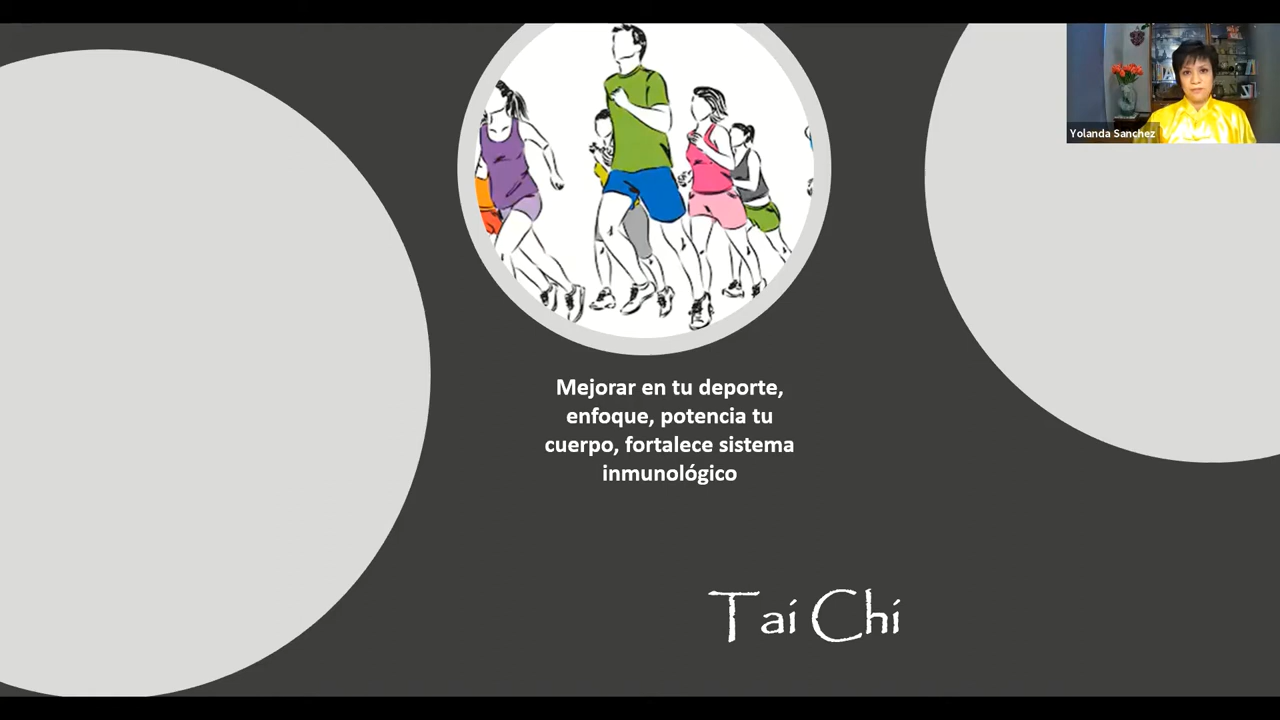 Yolanda Sanchez
Mejorar en tu deporte,
enfoque, potencia tu
cuerpo, fortalece sistema
inmunológico
Tai Chi